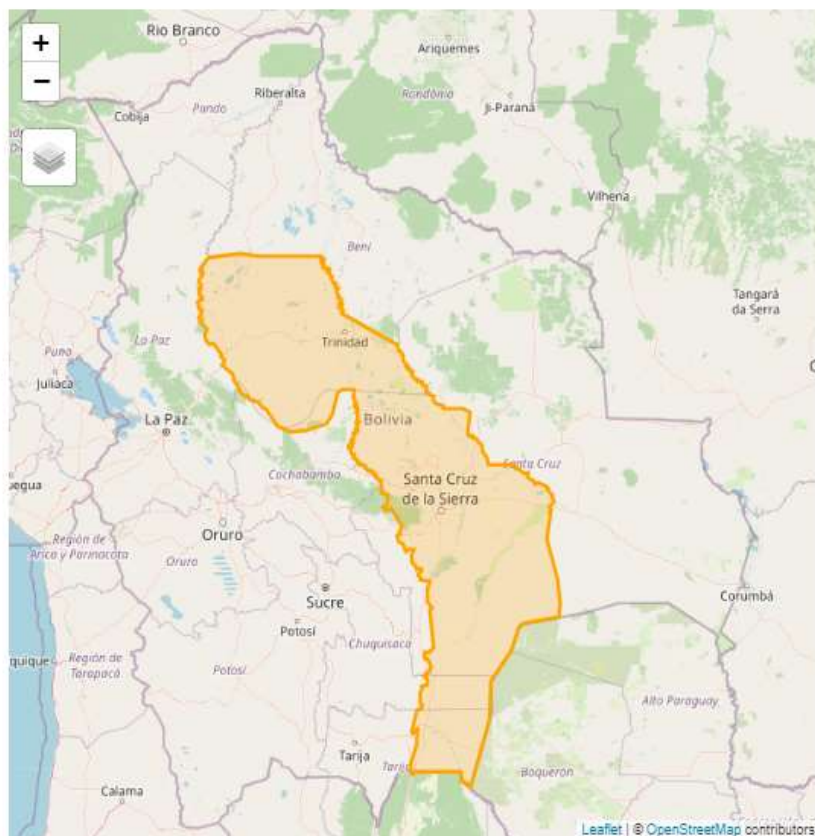 +
Rio Branco
Ariquemes
−
Riberalta
Rondônia
Pando
Cobija
Ji-Paraná
Vilhena
Beni
Tangará
da Serra
Trinidad
La Paz
Puno
Juliaca
La Paz
Bolivia
Santa Cruz
Cochabamba
Santa Cruz
de la Sierra
Oruro
Región de
Arica y Parinacota
Oruro
Sucre
Corumbá
Potosí
Chuquisaca
Región de
Tarapacá
Potosí
Alto Paraguay
Tarija
Tarija
Boquerón
Calama
Leaflet | © OpenStreetMap contributors